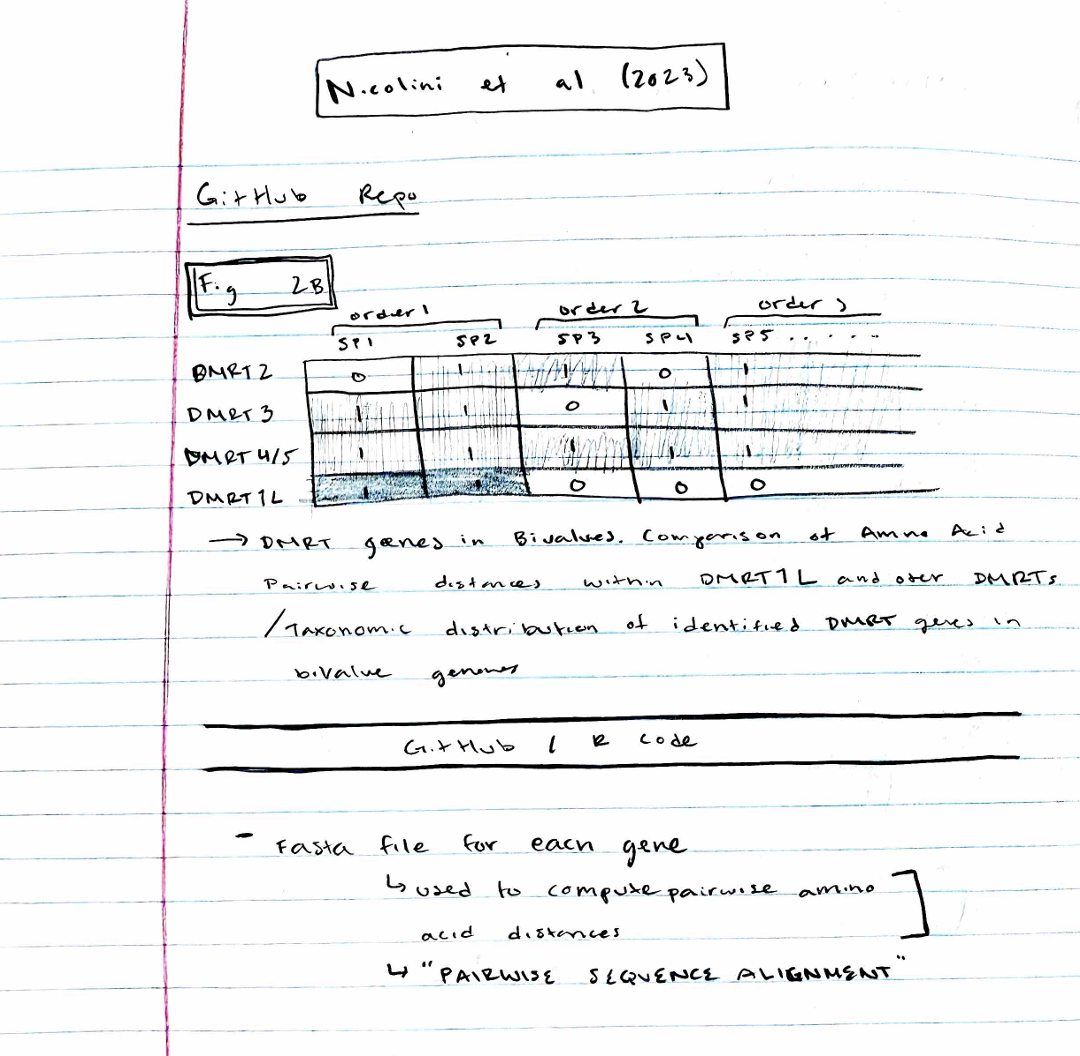 Nicolini et al (2023)
GitHub Repo
Fig 2B
order 1 order 2 order 3
SP1 SP2 SP3 SP4 SP5 . . . . .
DMRT2 0 1 1 0 1
DMRT3 1 1 0 1 1
DMRT4/5 1 1 1 1 1
DMRT1L 1 1 0 0 0
→ DMRT genes in Bivalves. Comparison of Amno Acid
Pairwise distances within DMRT1L and oter DMRTs
/Taxonomic distribution of identified DMRT genes in
bivalve genomes
GitHub / R Code
- Fasta file for each gene
↳ used to compute pairwise amino
acid distances
↳ "PAIRWISE SEQUENCE ALIGNMENT"